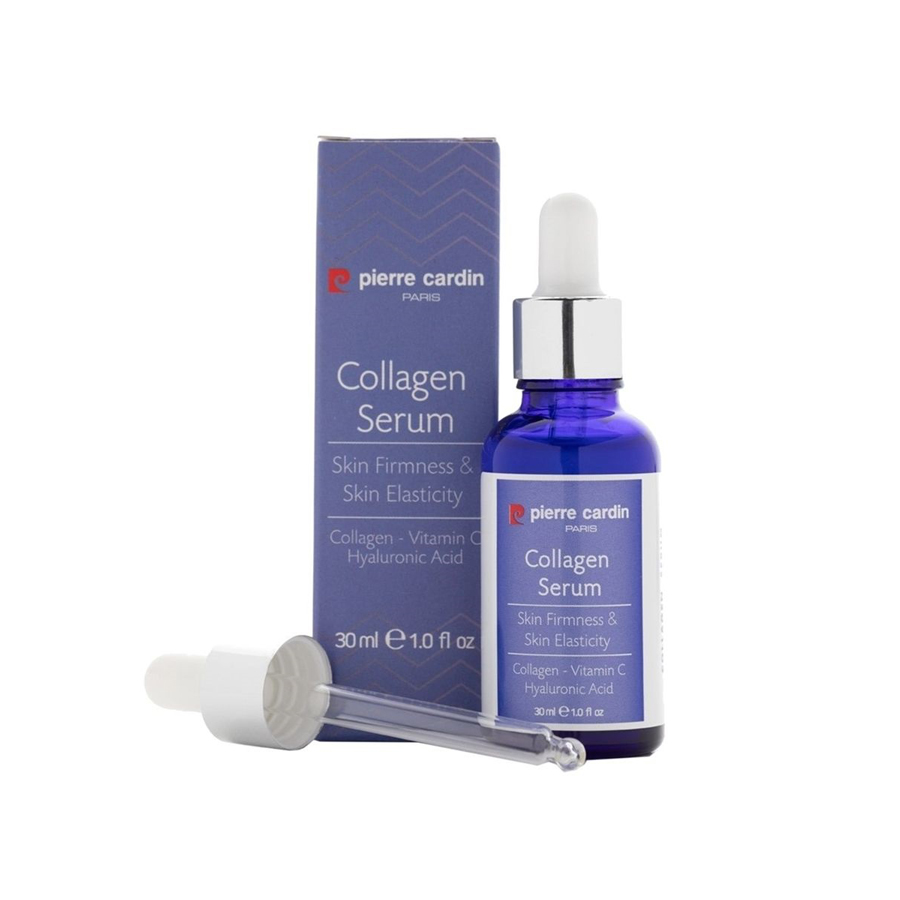 pierre cardin
PARIS
Collagen
Serum
Skin Firmness &
Skin Elasticity
Collagen - Vitamin C
Hyaluronic Acid
30 ml e 1.0 fl oz
pierre cardin
PARIS
Collagen
Serum
Skin Firmness &
Skin Elasticity
Collagen - Vitamin C
Hyaluronic Acid
30 ml e 1.0 fl oz